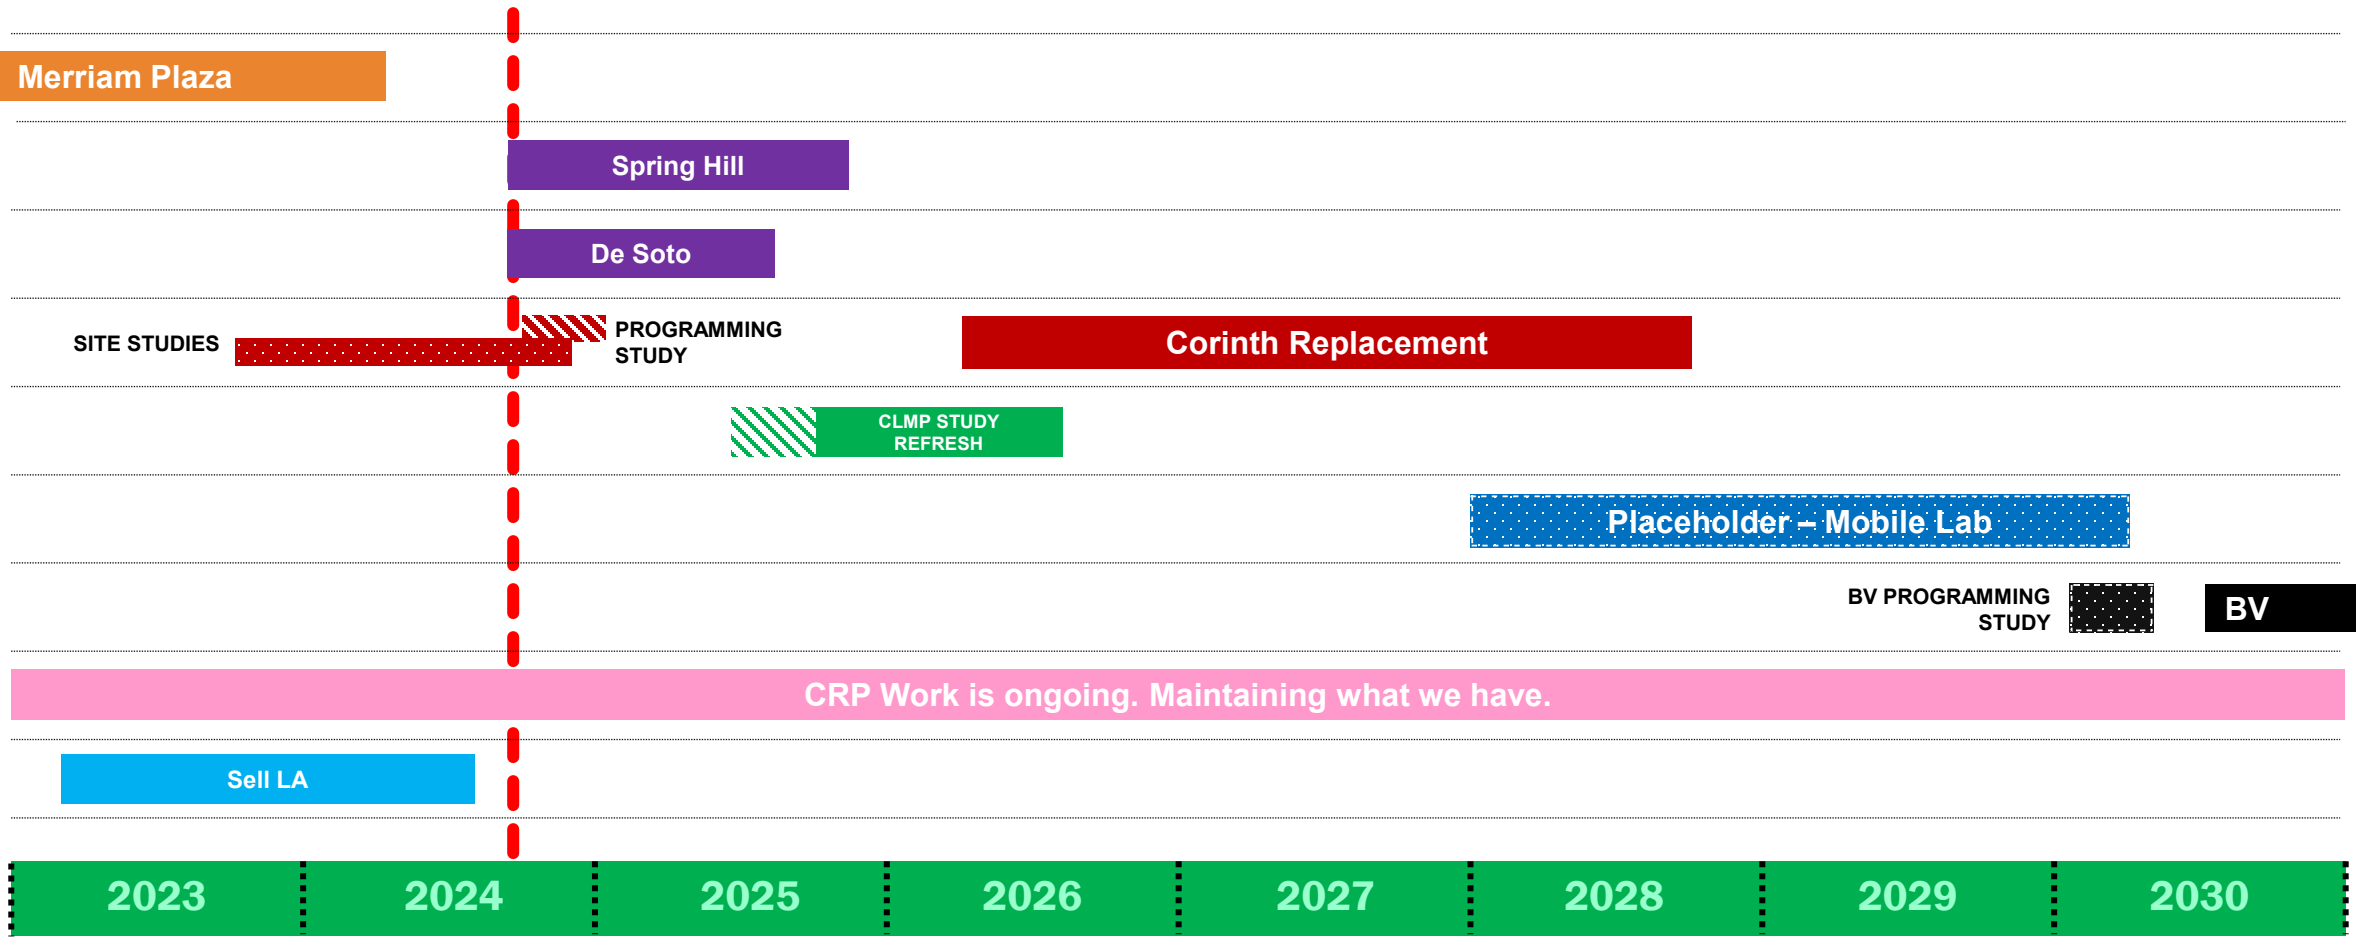 Merriam Plaza
Spring Hill
De Soto
SITE STUDIES
PROGRAMMING
STUDY
Corinth Replacement
CLMP STUDY
REFRESH
Placeholder – Mobile Lab
BV PROGRAMMING
STUDY
BV
CRP Work is ongoing. Maintaining what we have.
Sell LA
2023 2024 2025 2026 2027 2028 2029 2030